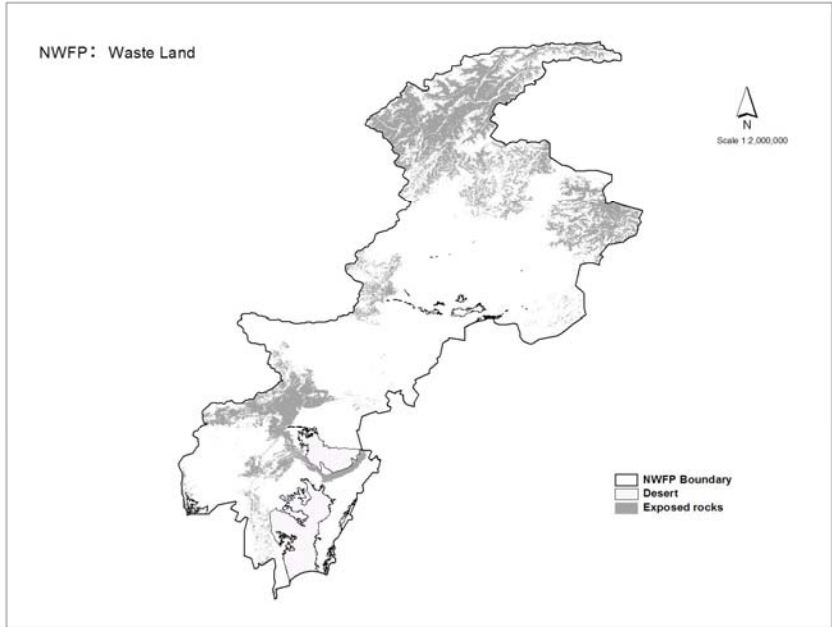 NWFP： Waste Land
N
Scale 1:2,000,000
NWFP Boundary
Desert
Exposed rocks